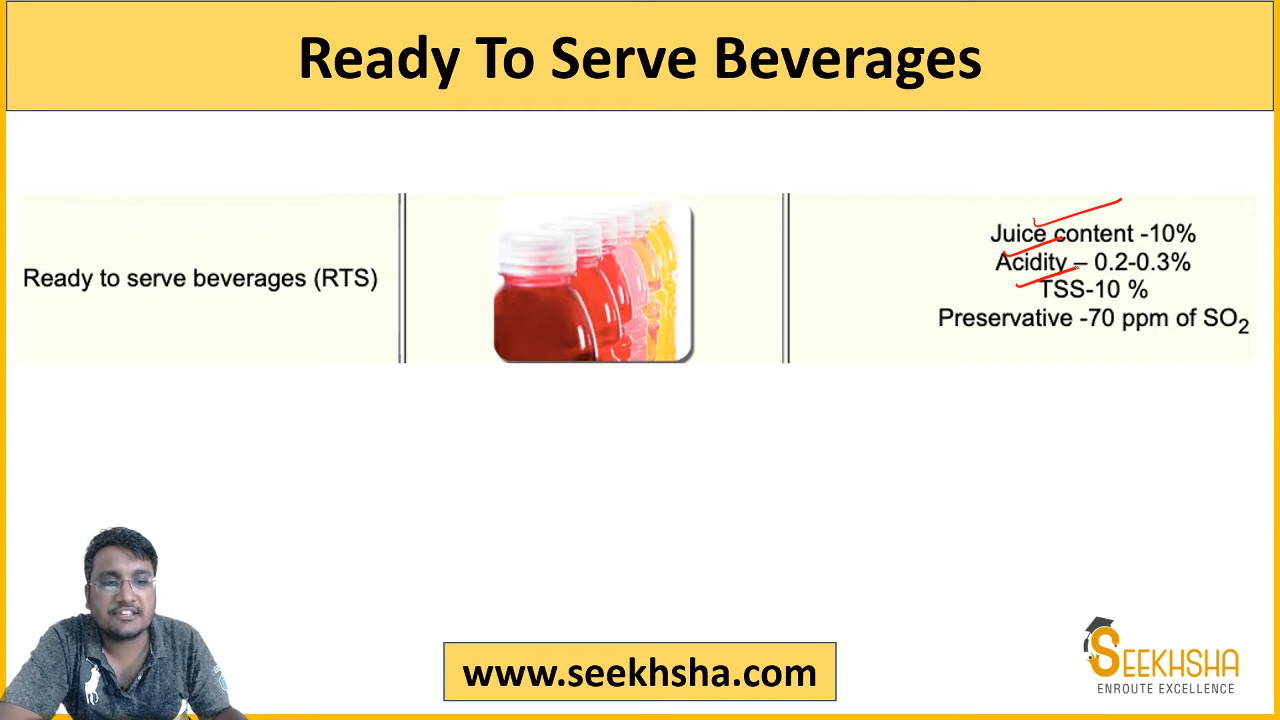 Ready To Serve Beverages
Ready to serve beverages (RTS)
Juice content -10%
Acidity – 0.2-0.3%
TSS-10 %
Preservative -70 ppm of SO₂
www.seekhsha.com
SEEKHSHA
ENROUTE EXCELLENCE